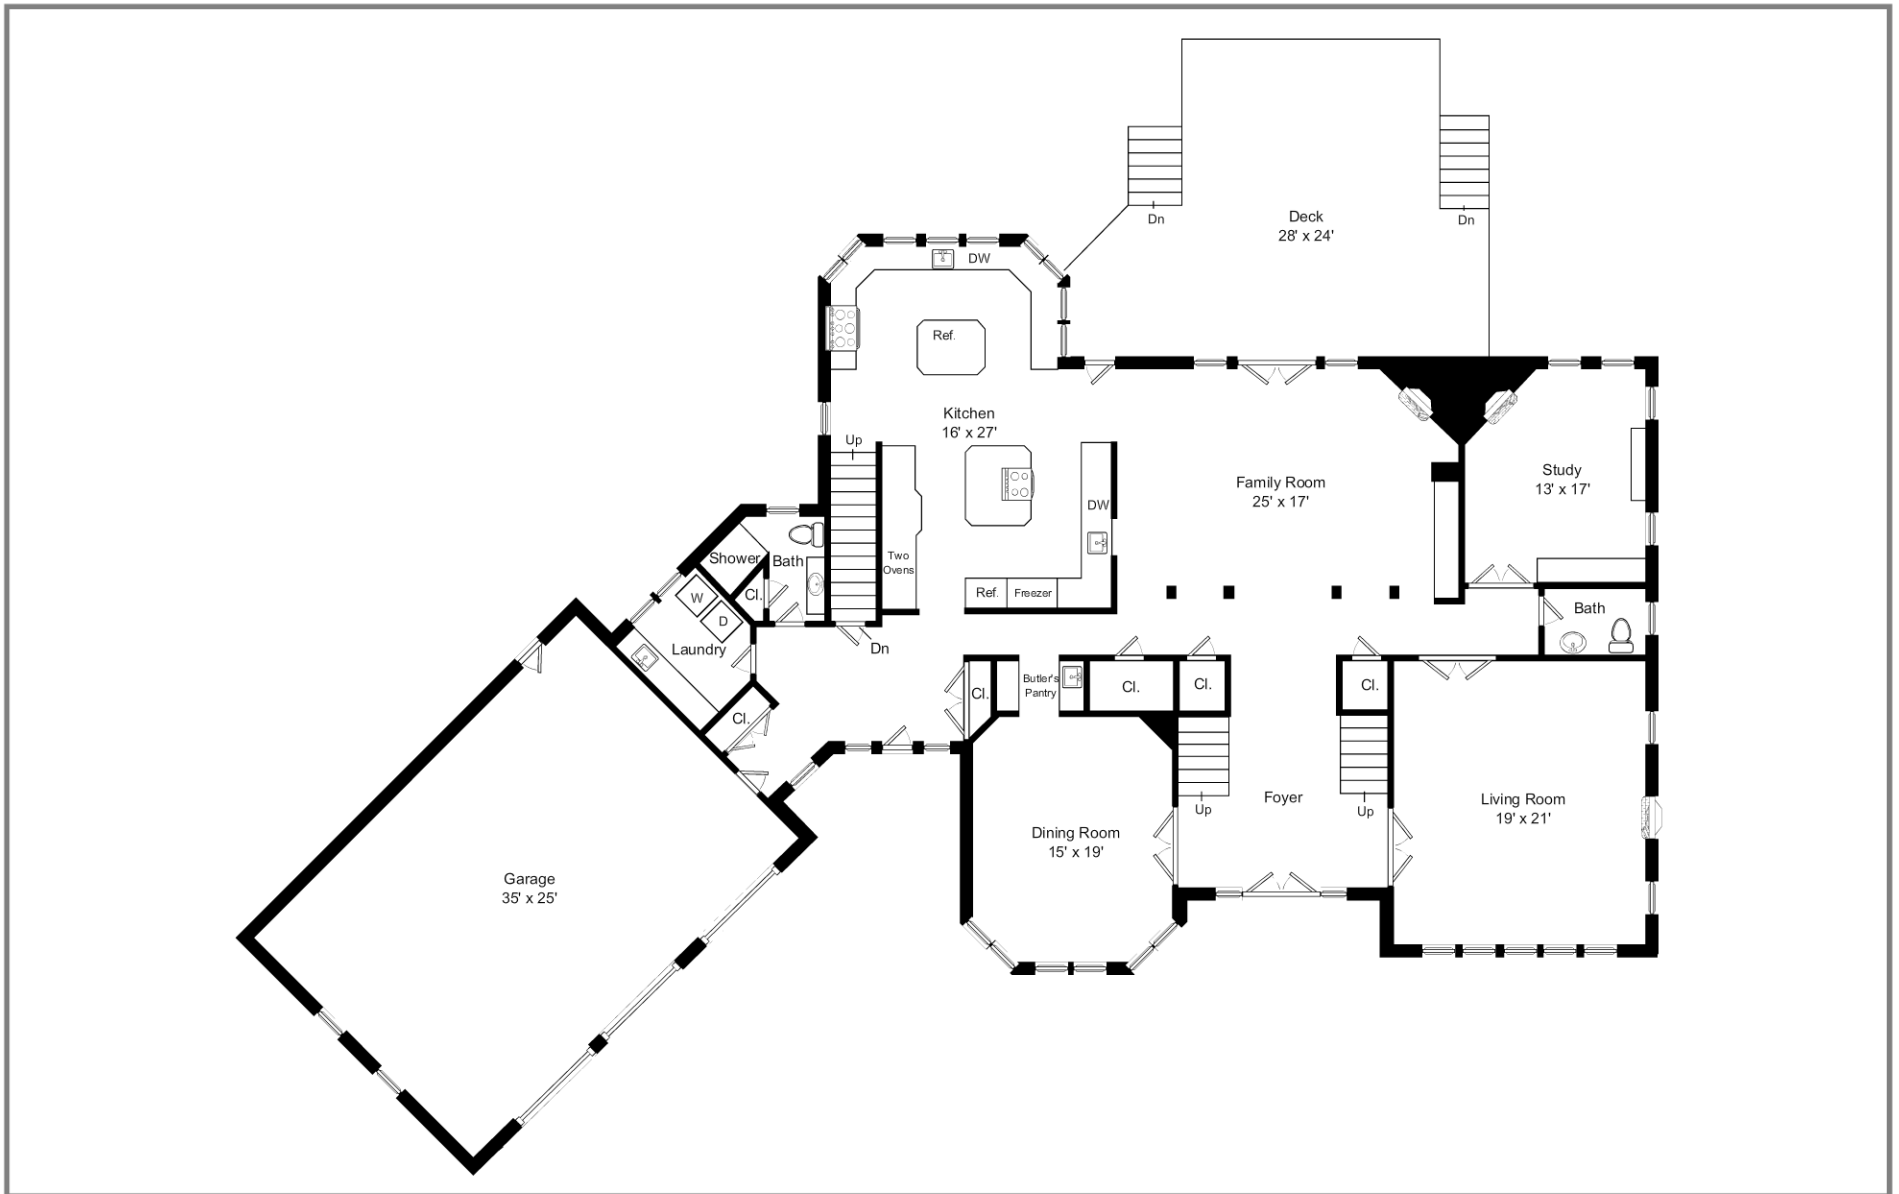 Dn
Deck
28' x 24'
Dn
DW
Ref.
Kitchen
16' x 27'
Up
Family Room
25' x 17'
Study
13' x 17'
DW
Two
Ovens
Shower
Bath
Cl.
W
D
Ref.
Freezer
Bath
Laundry
Dn
Butler's
Pantry
Cl.
Cl.
Cl.
Cl.
Cl.
Up
Foyer
Up
Living Room
19' x 21'
Dining Room
15' x 19'
Garage
35' x 25'